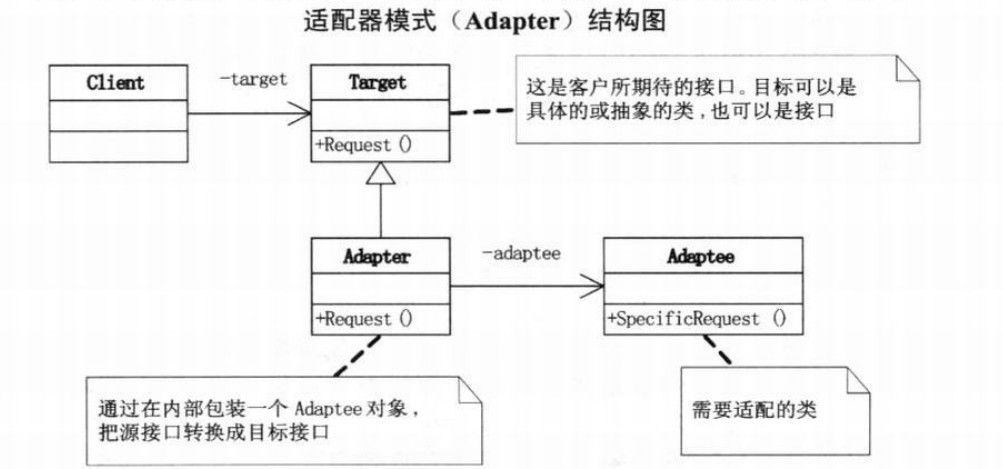 适配器模式（Adapter）结构图
Client
-target
Target
+Request()
这是客户所期待的接口。目标可以是
具体的或抽象的类,也可以是接口
Adapter
+Request()
-adaptee
Adaptee
+SpecificRequest ()
通过在内部包装一个 Adaptee 对象,
把源接口转换成目标接口
需要适配的类